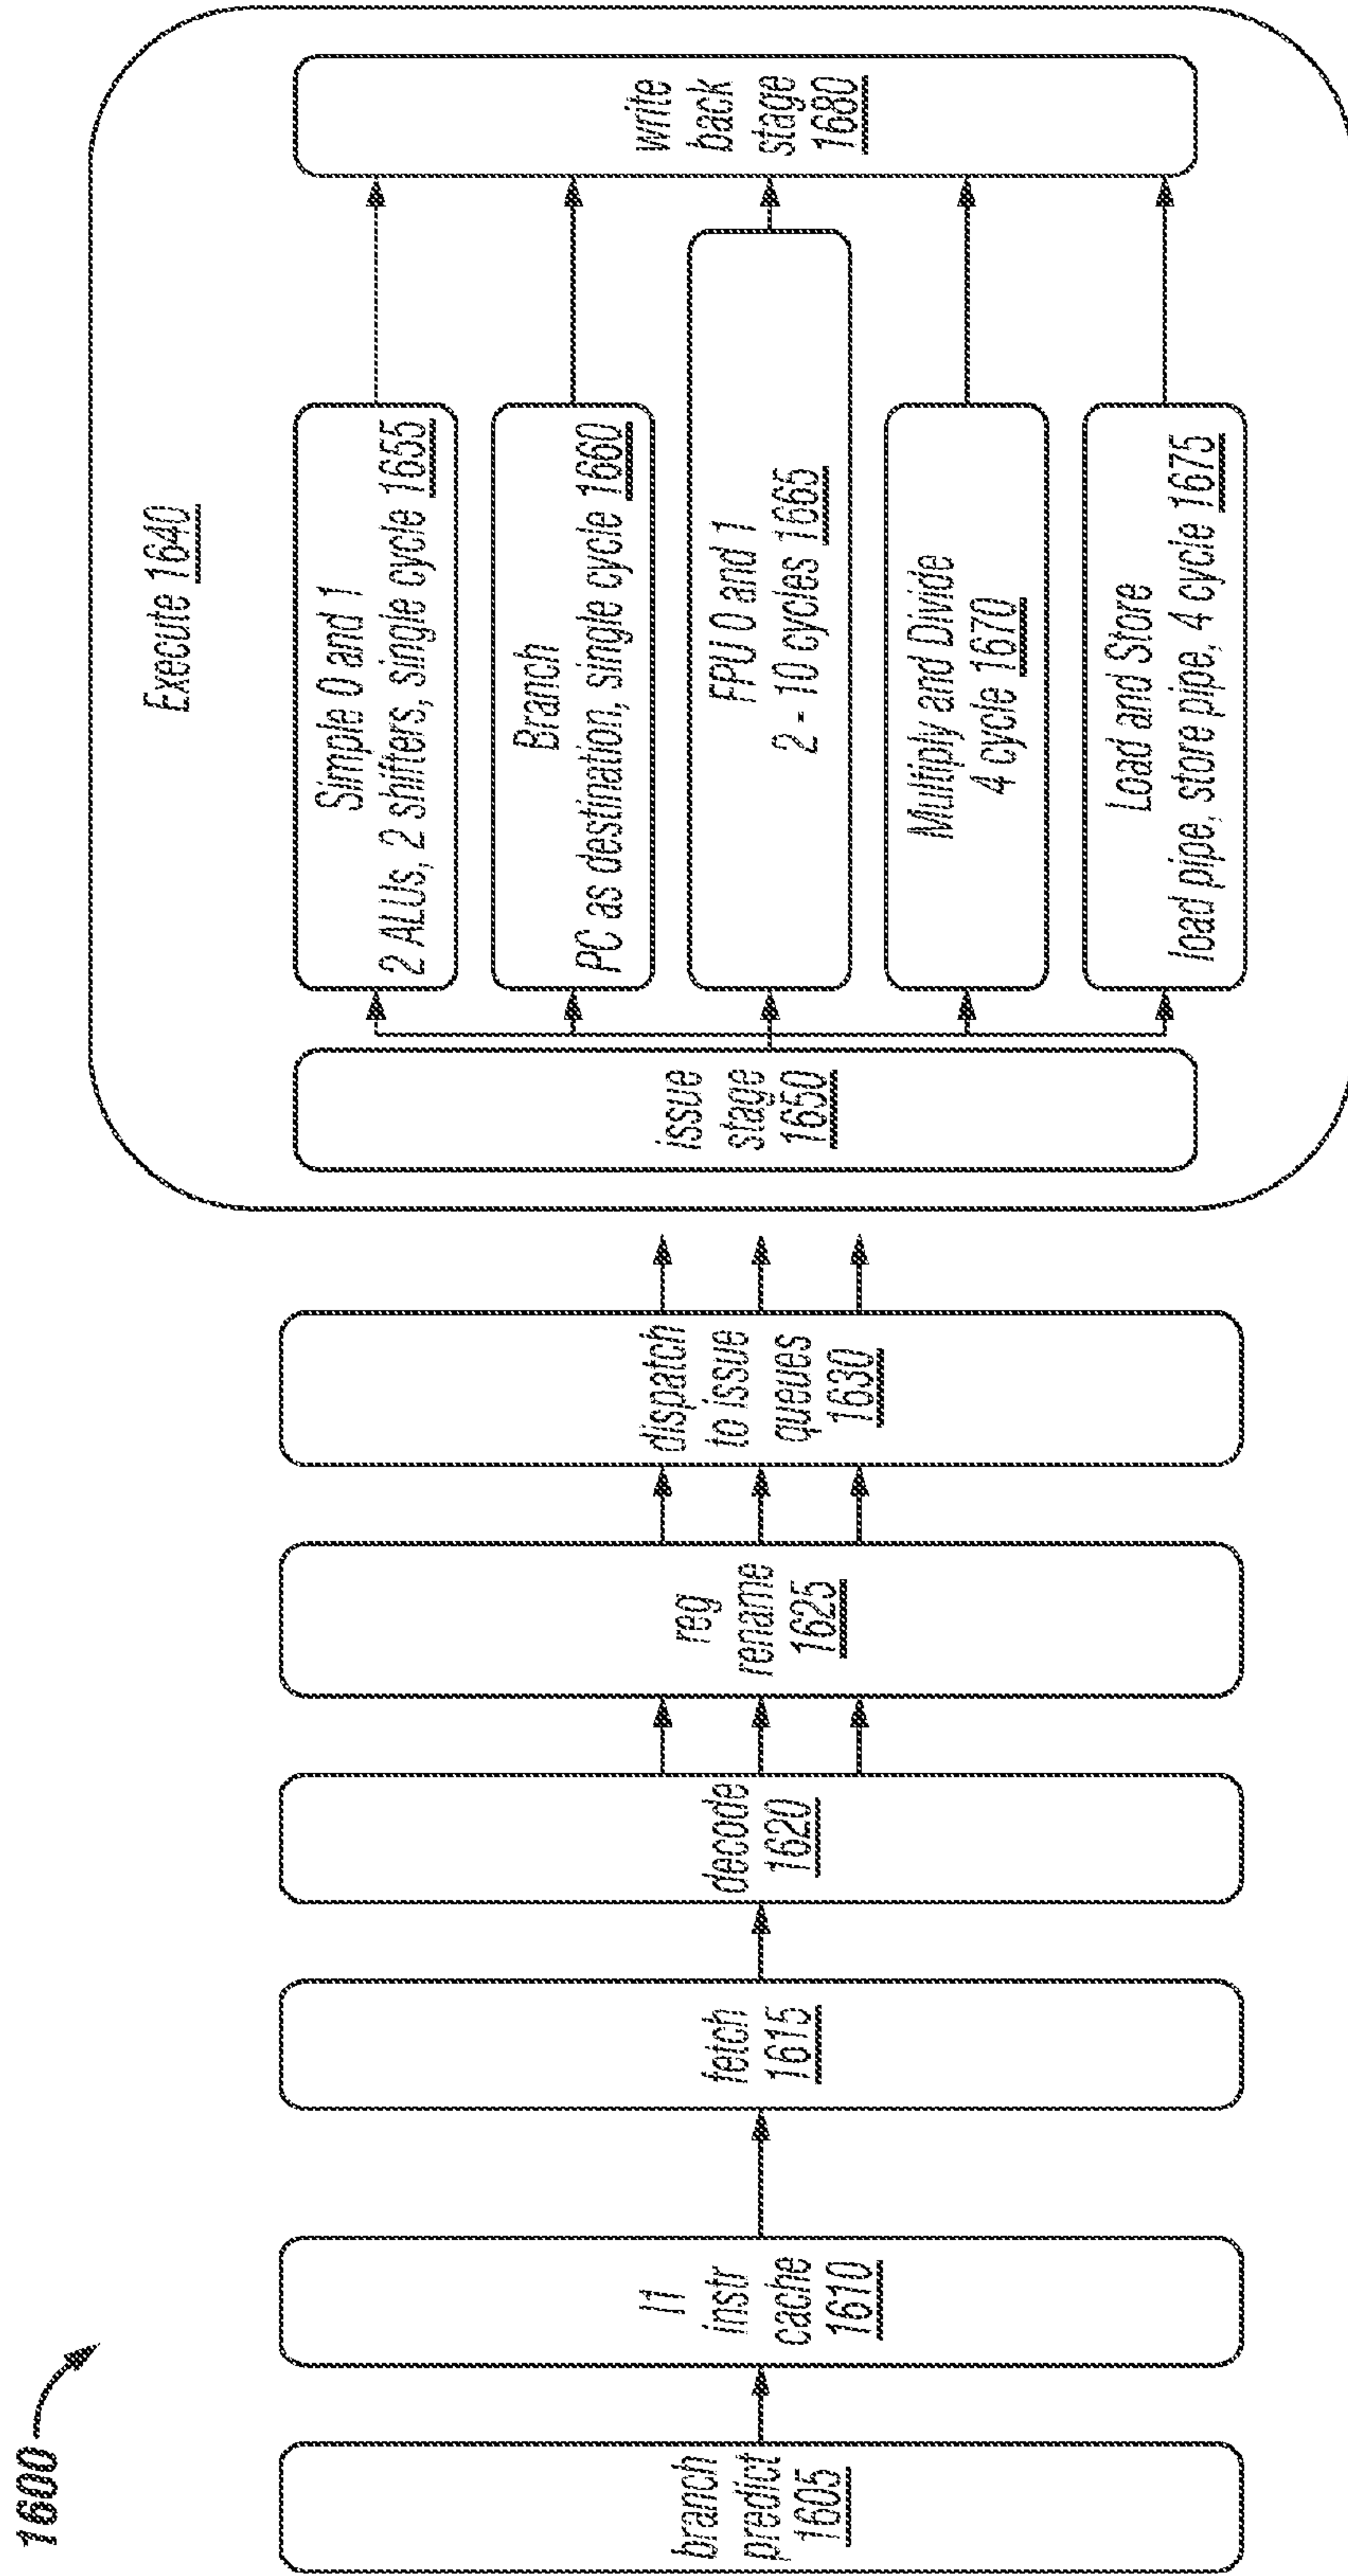 1600
branch
predict
1605
I1
instr
cache
1610
fetch
1615
decode
1620
reg
rename
1625
dispatch
to issue
queues
1630
Execute 1640
issue
stage
1650
Simple 0 and 1
2 ALUs, 2 shifters, single cycle 1655
Branch
PC as destination, single cycle 1660
FPU 0 and 1
2 - 10 cycles 1665
Multiply and Divide
4 cycle 1670
Load and Store
load pipe, store pipe, 4 cycle 1675
write
back
stage
1680